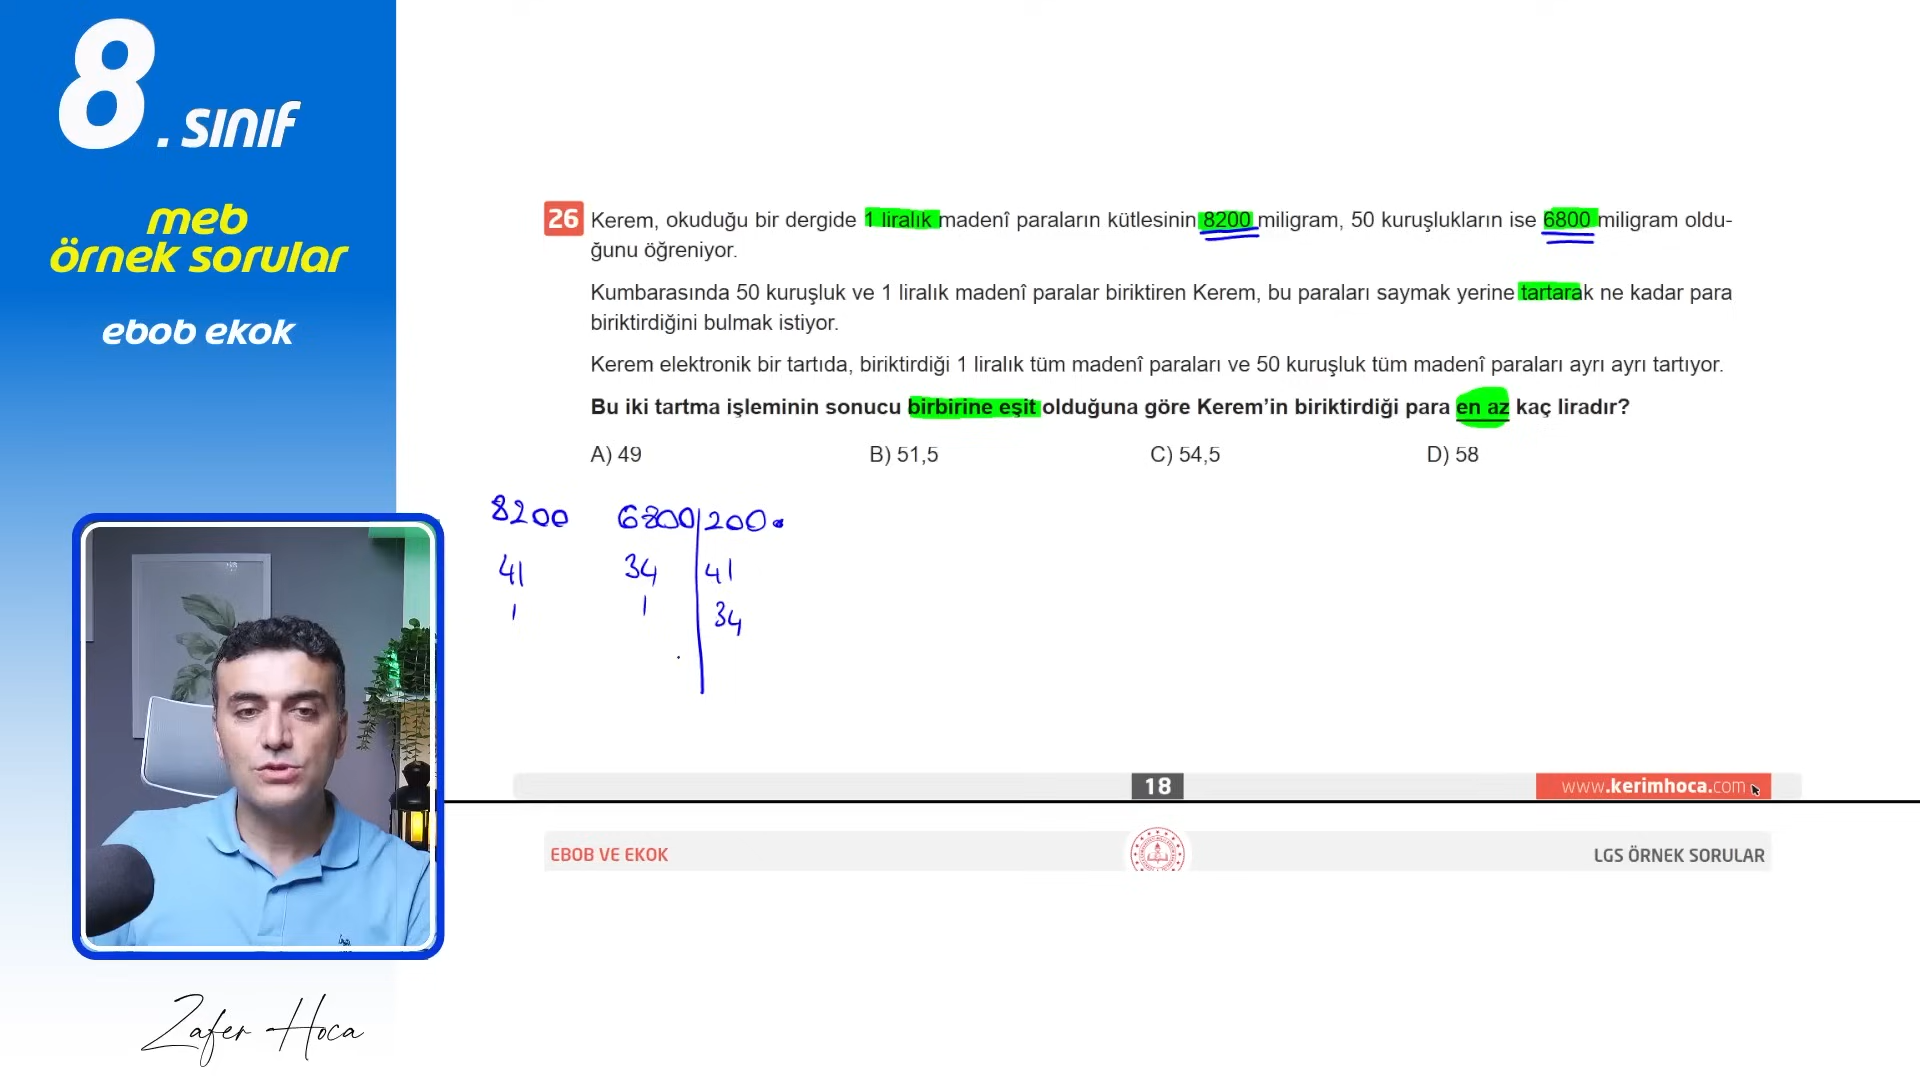 8. sınıf
meb
örnek sorular
ebob ekok
26 Kerem, okuduğu bir dergide 1 liralık madenî paraların kütlesinin 8200 miligram, 50 kuruşlukların ise 6800 miligram oldu-
ğunu öğreniyor.
Kumbarasında 50 kuruşluk ve 1 liralık madenî paralar biriktiren Kerem, bu paraları saymak yerine tartarak ne kadar para
biriktirdiğini bulmak istiyor.
Kerem elektronik bir tartıda, biriktirdiği 1 liralık tüm madenî paraları ve 50 kuruşluk tüm madenî paraları ayrı ayrı tartıyor.
Bu iki tartma işleminin sonucu birbirine eşit olduğuna göre Kerem’in biriktirdiği para en az kaç liradır?
A) 49 B) 51,5 C) 54,5 D) 58
8200 6800 200
41 34 41
1 1 34
18 www.kerimhoca.com
EBOB VE EKOK LGS ÖRNEK SORULAR
Zafer Hoca